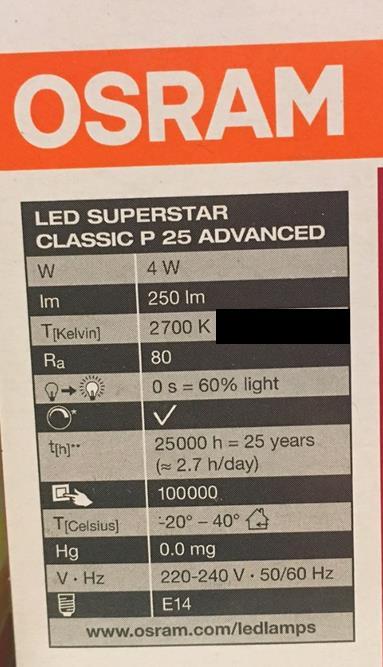 OSRAM
LED SUPERSTAR
CLASSIC P 25 ADVANCED
W 4 W
lm 250 lm
T[Kelvin] 2700 K
Ra 80
0 s = 60% light
*
t[h]** 25000 h = 25 years
(≈ 2.7 h/day)
100000
T[Celsius] -20° – 40°
Hg 0.0 mg
V · Hz 220-240 V · 50/60 Hz
E14
www.osram.com/ledlamps